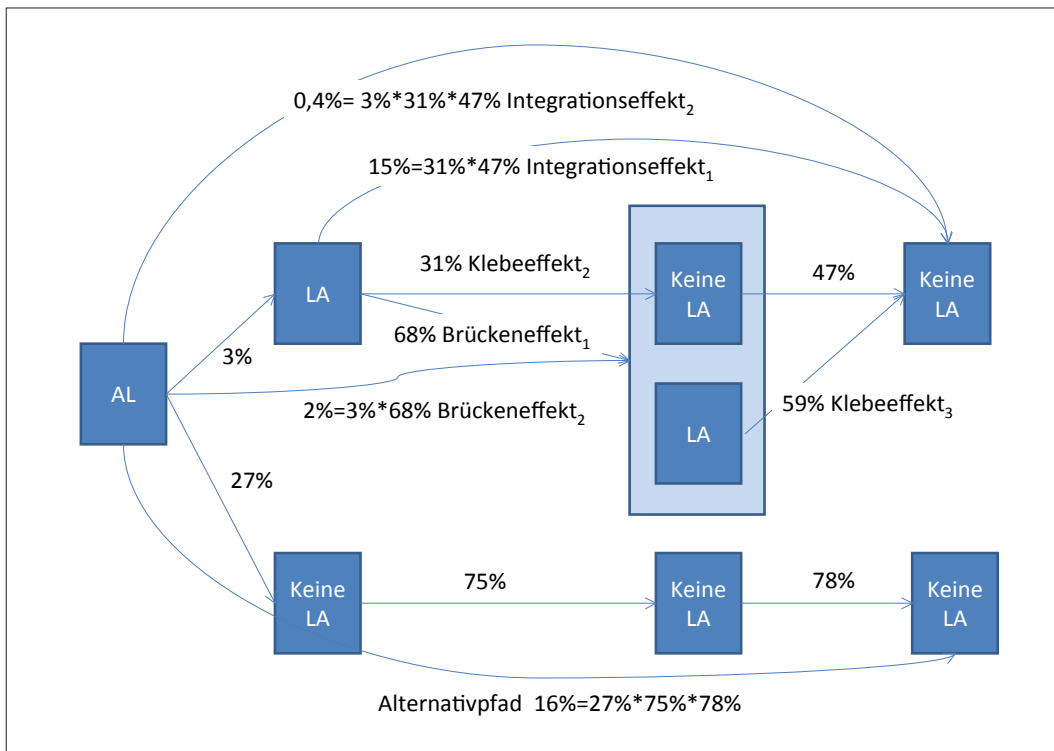 0,4%= 3%*31%*47% Integrationseffekt₂
15%=31%*47% Integrationseffekt₁
LA
31% Klebeeffekt₂
Keine
LA
47%
Keine
LA
68% Brückeneffekt₁
3%
AL
2%=3%*68% Brückeneffekt₂
LA
59% Klebeeffekt₃
27%
Keine
LA
75%
Keine
LA
78%
Keine
LA
Alternativpfad 16%=27%*75%*78%